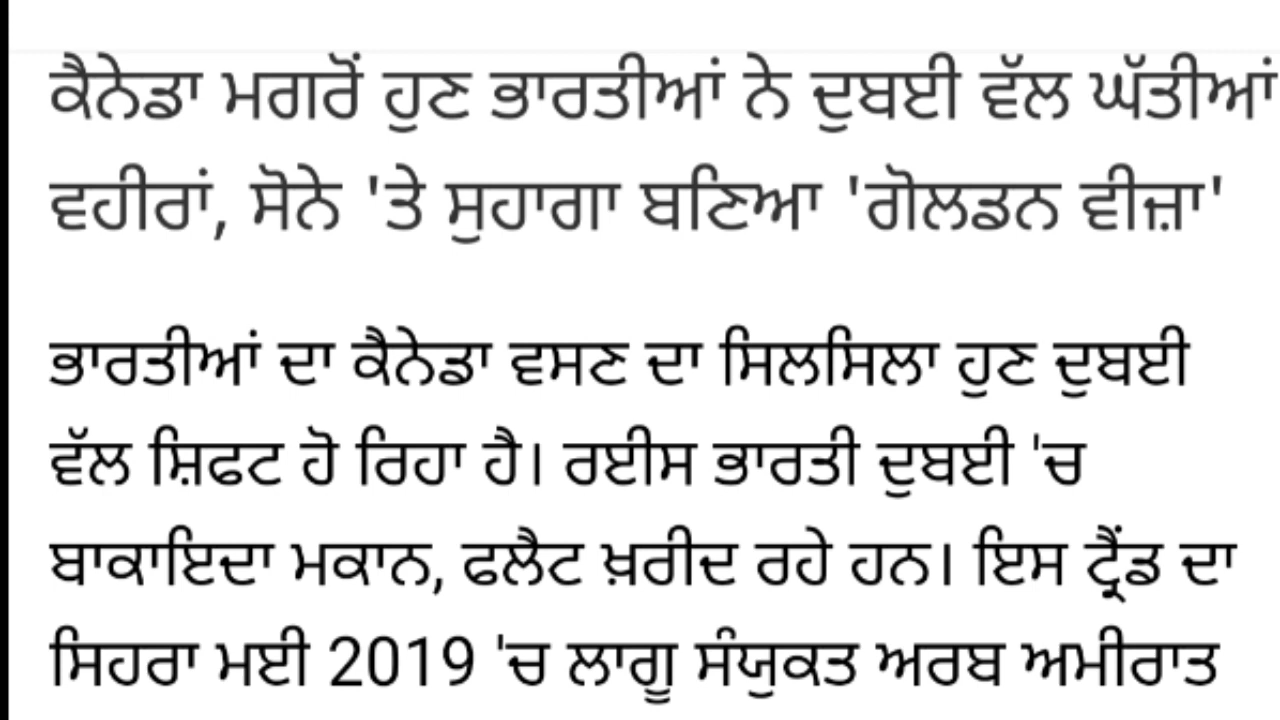 ਕੈਨੇਡਾ ਮਗਰੋਂ ਹੁਣ ਭਾਰਤੀਆਂ ਨੇ ਦੁਬਈ ਵੱਲ ਘੱਤੀਆਂ
ਵਹੀਰਾਂ, ਸੋਨੇ 'ਤੇ ਸੁਹਾਗਾ ਬਣਿਆ 'ਗੋਲਡਨ ਵੀਜ਼ਾ'
ਭਾਰਤੀਆਂ ਦਾ ਕੈਨੇਡਾ ਵਸਣ ਦਾ ਸਿਲਸਿਲਾ ਹੁਣ ਦੁਬਈ
ਵੱਲ ਸ਼ਿਫਟ ਹੋ ਰਿਹਾ ਹੈ। ਰਈਸ ਭਾਰਤੀ ਦੁਬਈ 'ਚ
ਬਾਕਾਇਦਾ ਮਕਾਨ, ਫਲੈਟ ਖ਼ਰੀਦ ਰਹੇ ਹਨ। ਇਸ ਟ੍ਰੈਂਡ ਦਾ
ਸਿਹਰਾ ਮਈ 2019 'ਚ ਲਾਗੂ ਸੰਯੁਕਤ ਅਰਬ ਅਮੀਰਾਤ